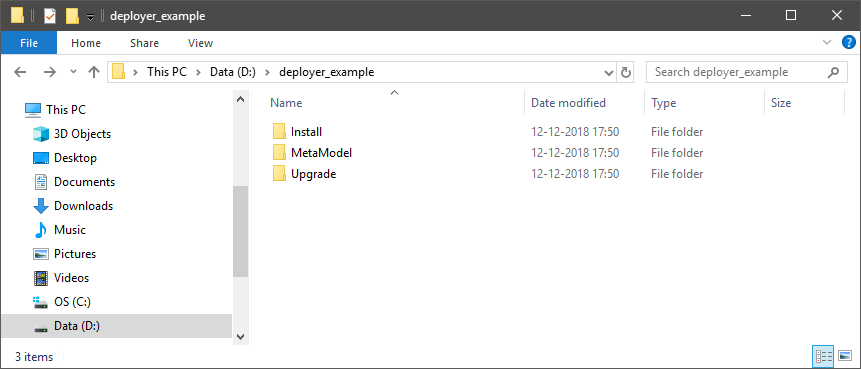 deployer_example
File Home Share View
This PC Data (D:) deployer_example Search deployer_example
Name Date modified Type Size
This PC
3D Objects
Desktop
Documents
Downloads
Music
Pictures
Videos
OS (C:)
Data (D:)
Install 12-12-2018 17:50 File folder
MetaModel 12-12-2018 17:50 File folder
Upgrade 12-12-2018 17:50 File folder
3 items